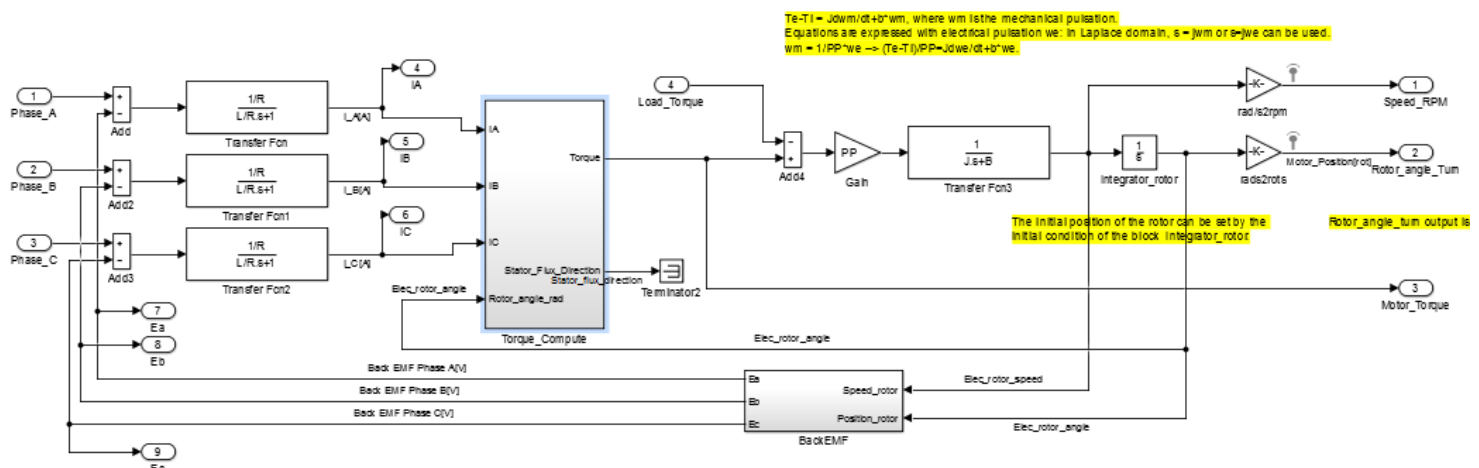 Te-Tl = Jdwm/dt+b*wm, where wm is the mechanical pulsation.
Equations are expressed with electrical pulsation we: in Laplace domain, s = jwm or s=jwe can be used.
wm = 1/PP*we --> (Te-Tl)/PP=Jdwe/dt+b*we.
1
Phase_A
+
-
Add
1/R
L/R.s+1
Transfer Fcn
I_A[A]
4
IA
2
Phase_B
+
-
Add2
1/R
L/R.s+1
Transfer Fcn1
I_B[A]
5
IB
3
Phase_C
+
-
Add3
1/R
L/R.s+1
Transfer Fcn2
I_C[A]
6
IC
IA
IB
IC
Rotor_angle_rad
Torque
Stator_Flux_Direction
Stator_flux_direction
Torque_Compute
Elec_rotor_angle
Terminator2
4
Load_Torque
-
+
Add4
PP
Gain
1
J.s+B
Transfer Fcn3
1
s
Integrator_rotor
-K-
rad/s2rpm
1
Speed_RPM
-K-
rads2rots
Motor_Position[rot]
2
Rotor_angle_Turn
The initial position of the rotor can be set by the
initial condition of the block Integrator_rotor.
Rotor_angle_turn output is
3
Motor_Torque
Elec_rotor_angle
7
Ea
8
Eb
9
Back EMF Phase A[V]
Back EMF Phase B[V]
Back EMF Phase C[V]
Ea
Eb
Ec
Speed_rotor
Position_rotor
BackEMF
Elec_rotor_speed
Elec_rotor_angle